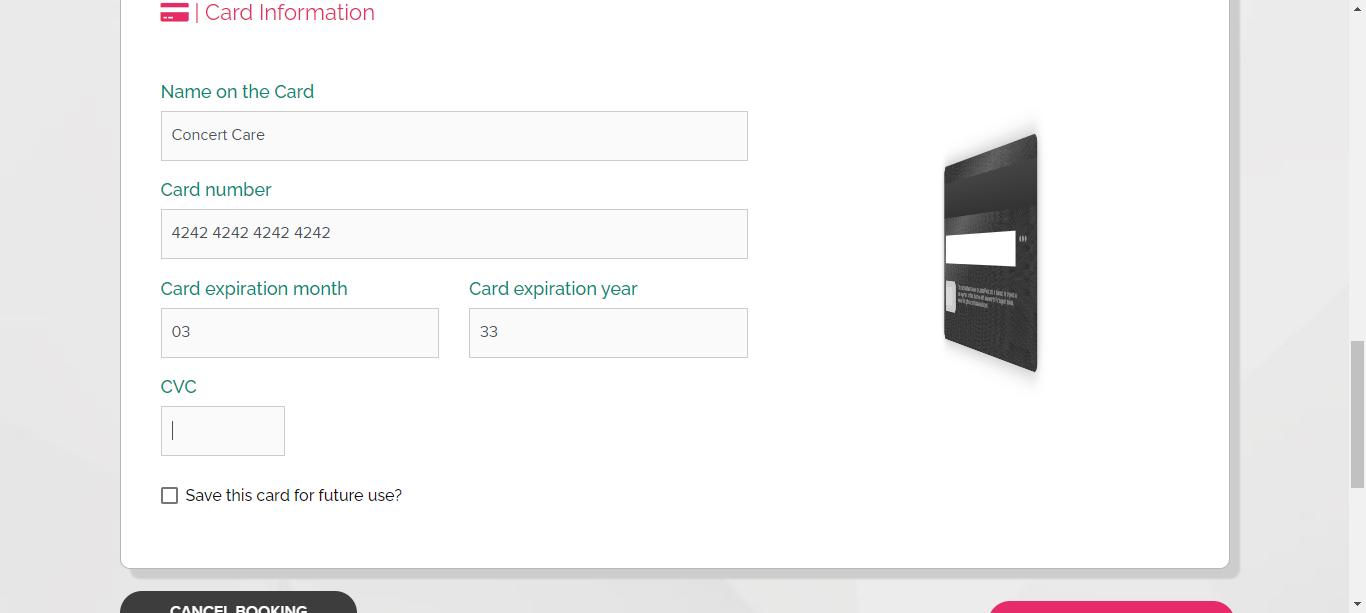 | Card Information
Name on the Card
Concert Care
Card number
4242 4242 4242 4242
Card expiration month
Card expiration year
03
33
CVC
Save this card for future use?
CANCEL BOOKING